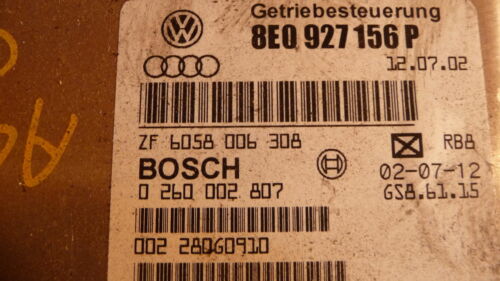 Getriebesteuerung
8E0 927 156 P
12.07.02
ZF 6058 006 308
RB8
BOSCH
02-07-12
0 260 002 807
GS8.61.15
002 28060910